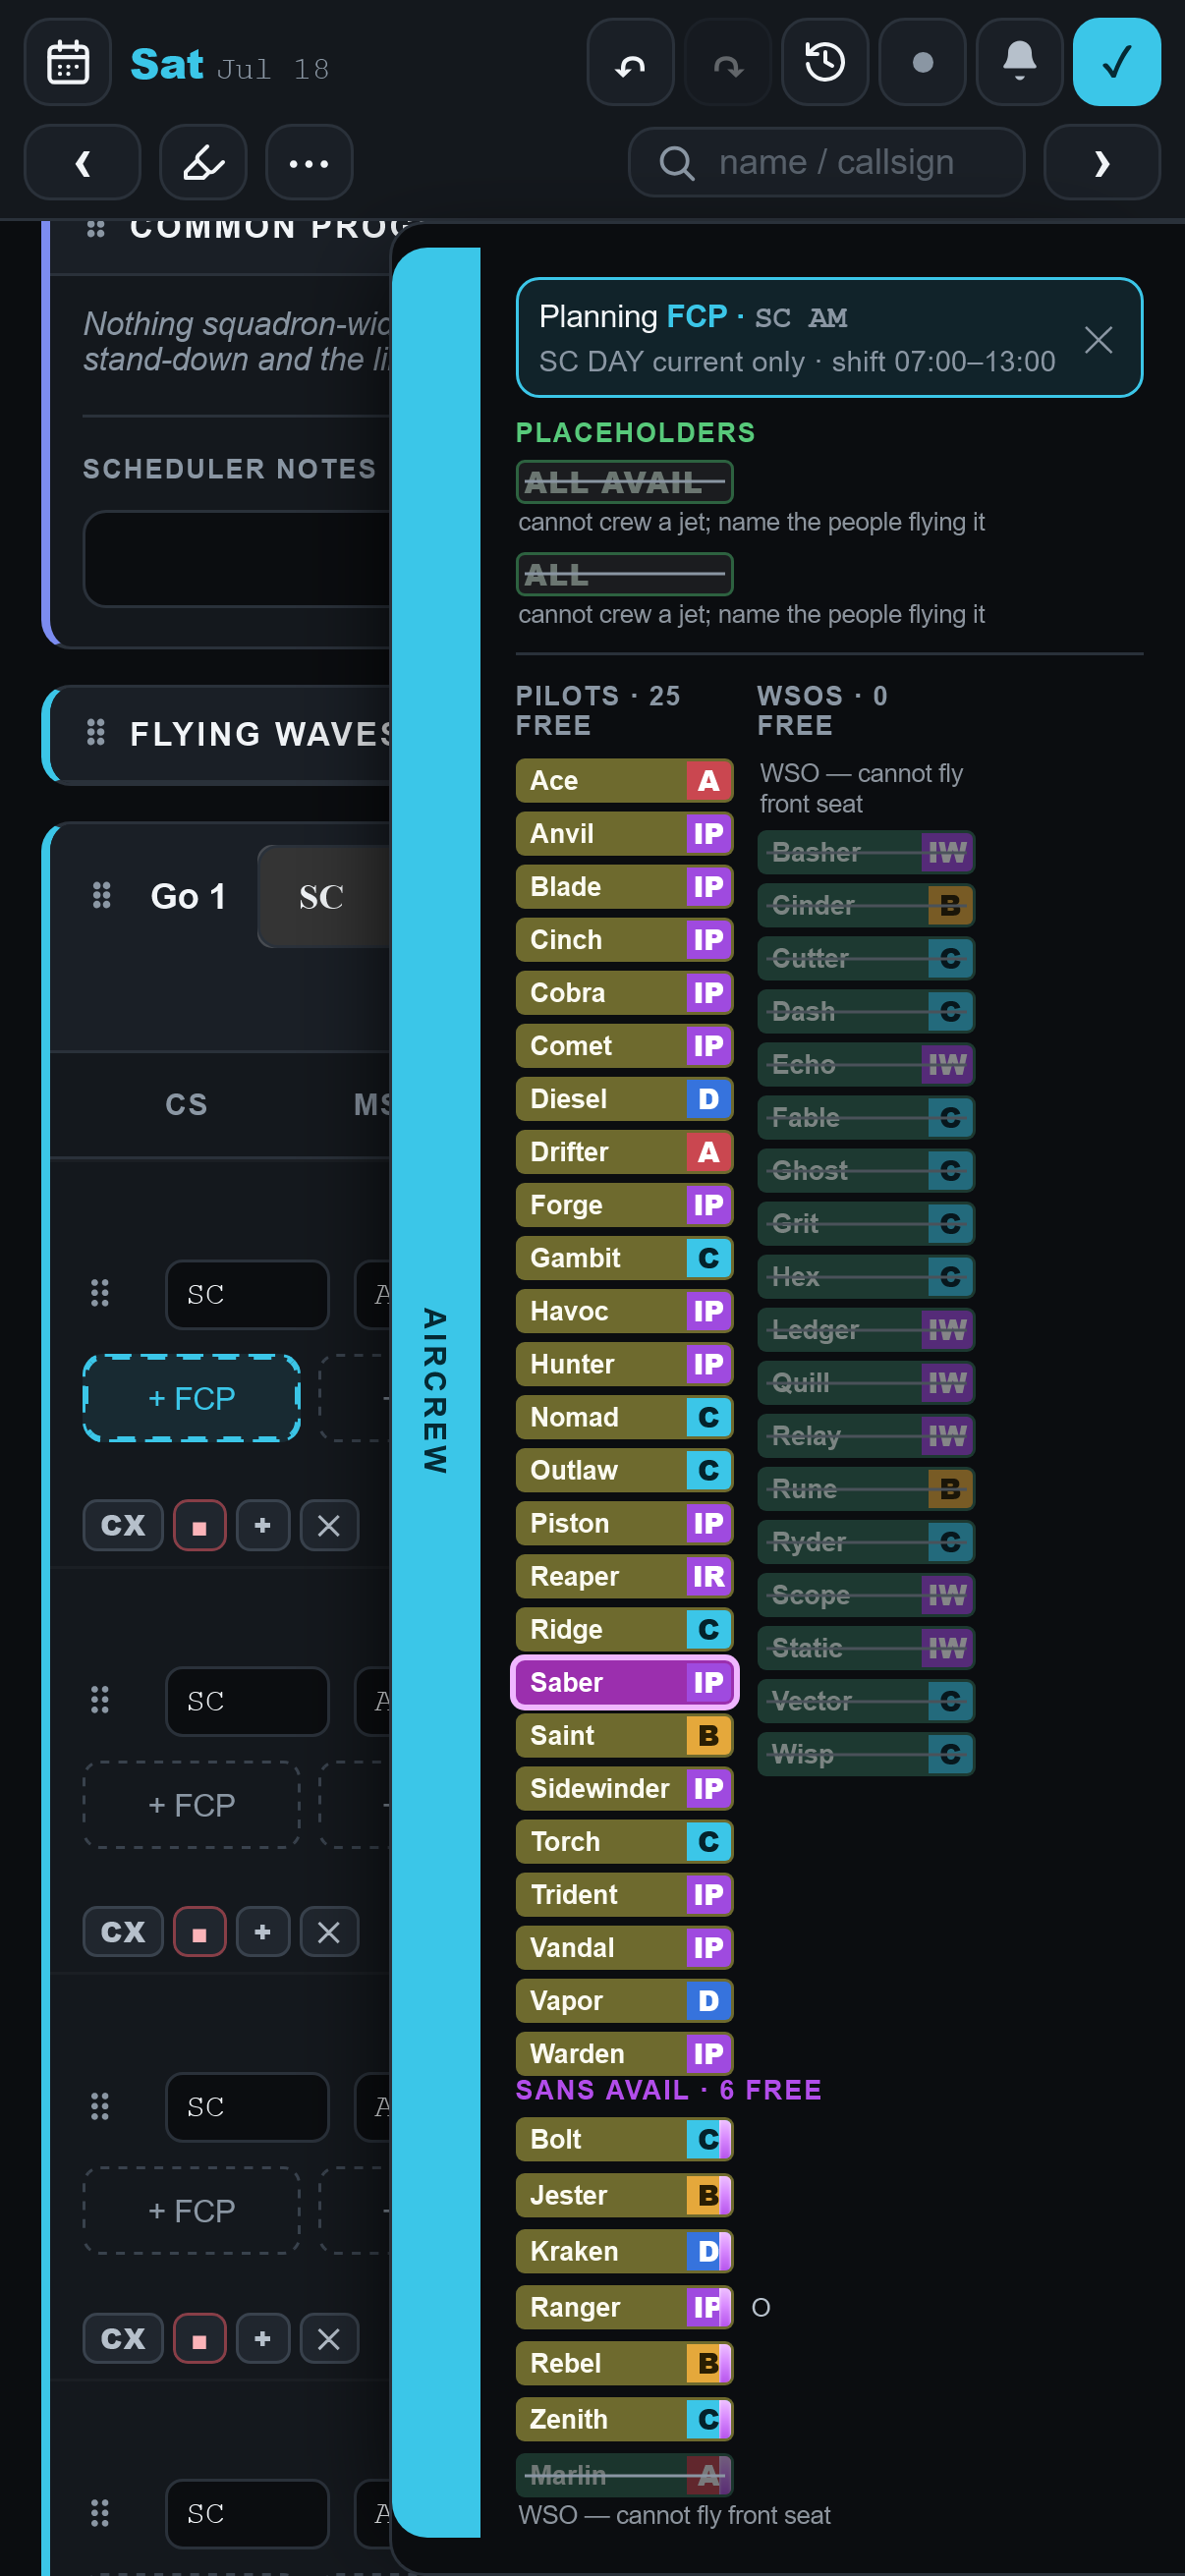 Sat Jul 18
name / callsign
COMMON PROG
Nothing squadron-wid
stand-down and the li
SCHEDULER NOTES
FLYING WAVES
Go 1 SC
CS MS
SC A
+ FCP
CX + ×
SC A
+ FCP
CX + ×
SC A
+ FCP
CX + ×
SC A
AIRCREW
Planning FCP · SC AM
SC DAY current only · shift 07:00–13:00
PLACEHOLDERS
ALL AVAIL
cannot crew a jet; name the people flying it
ALL
cannot crew a jet; name the people flying it
PILOTS · 25
FREE
Ace A
Anvil IP
Blade IP
Cinch IP
Cobra IP
Comet IP
Diesel D
Drifter A
Forge IP
Gambit C
Havoc IP
Hunter IP
Nomad C
Outlaw C
Piston IP
Reaper IR
Ridge C
Saber IP
Saint B
Sidewinder IP
Torch C
Trident IP
Vandal IP
Vapor D
Warden IP
WSOS · 0
FREE
WSO — cannot fly
front seat
Basher IW
Cinder B
Cutter C
Dash C
Echo IW
Fable C
Ghost C
Grit C
Hex C
Ledger IW
Quill IW
Relay IW
Rune B
Ryder C
Scope IW
Static IW
Vector C
Wisp C
SANS AVAIL · 6 FREE
Bolt C
Jester B
Kraken D
Ranger IP O
Rebel B
Zenith C
Marlin A
WSO — cannot fly front seat